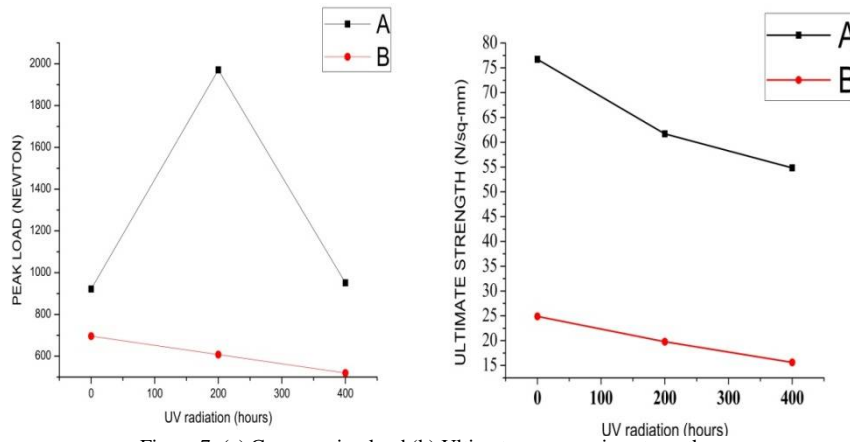 A
B
2000
1800
1600
1400
1200
1000
800
600
PEAK LOAD (NEWTON)
0 100 200 300 400
UV radiation (hours)
A
B
80
75
70
65
60
55
50
45
40
35
30
25
20
15
ULTIMATE STRENGTH (N/sq-mm)
0 100 200 300 400
UV radiation (hours)